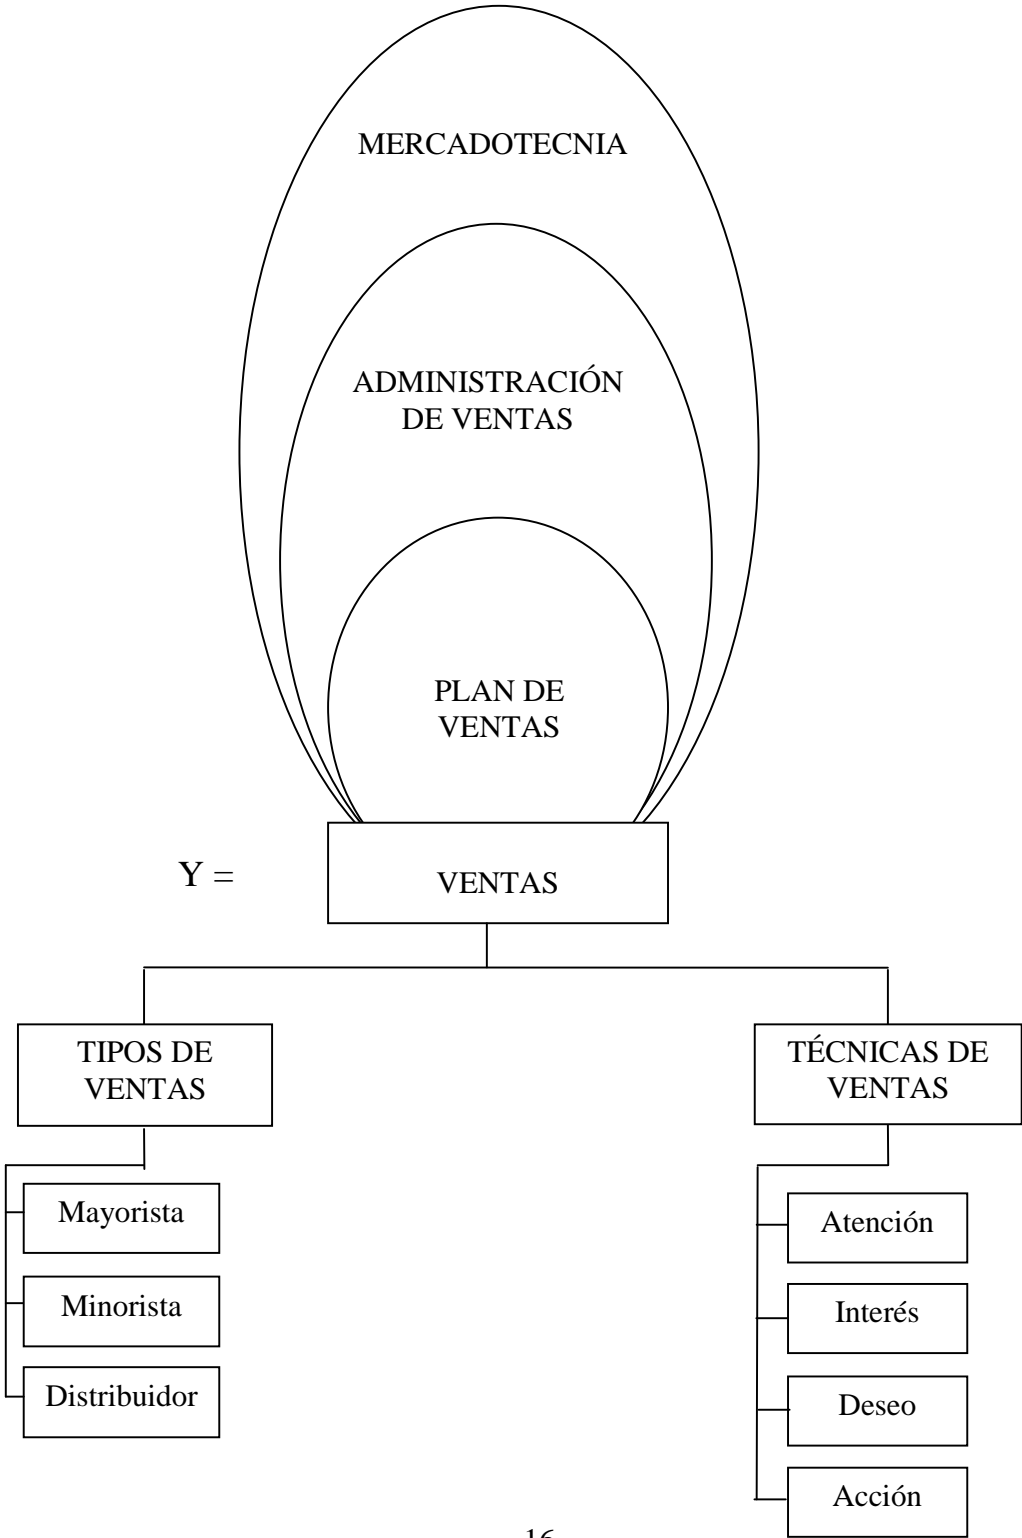 MERCADOTECNIA
ADMINISTRACIÓN
DE VENTAS
PLAN DE
VENTAS
Y =
VENTAS
TIPOS DE
VENTAS
Mayorista
Minorista
Distribuidor
TÉCNICAS DE
VENTAS
Atención
Interés
Deseo
Acción
16